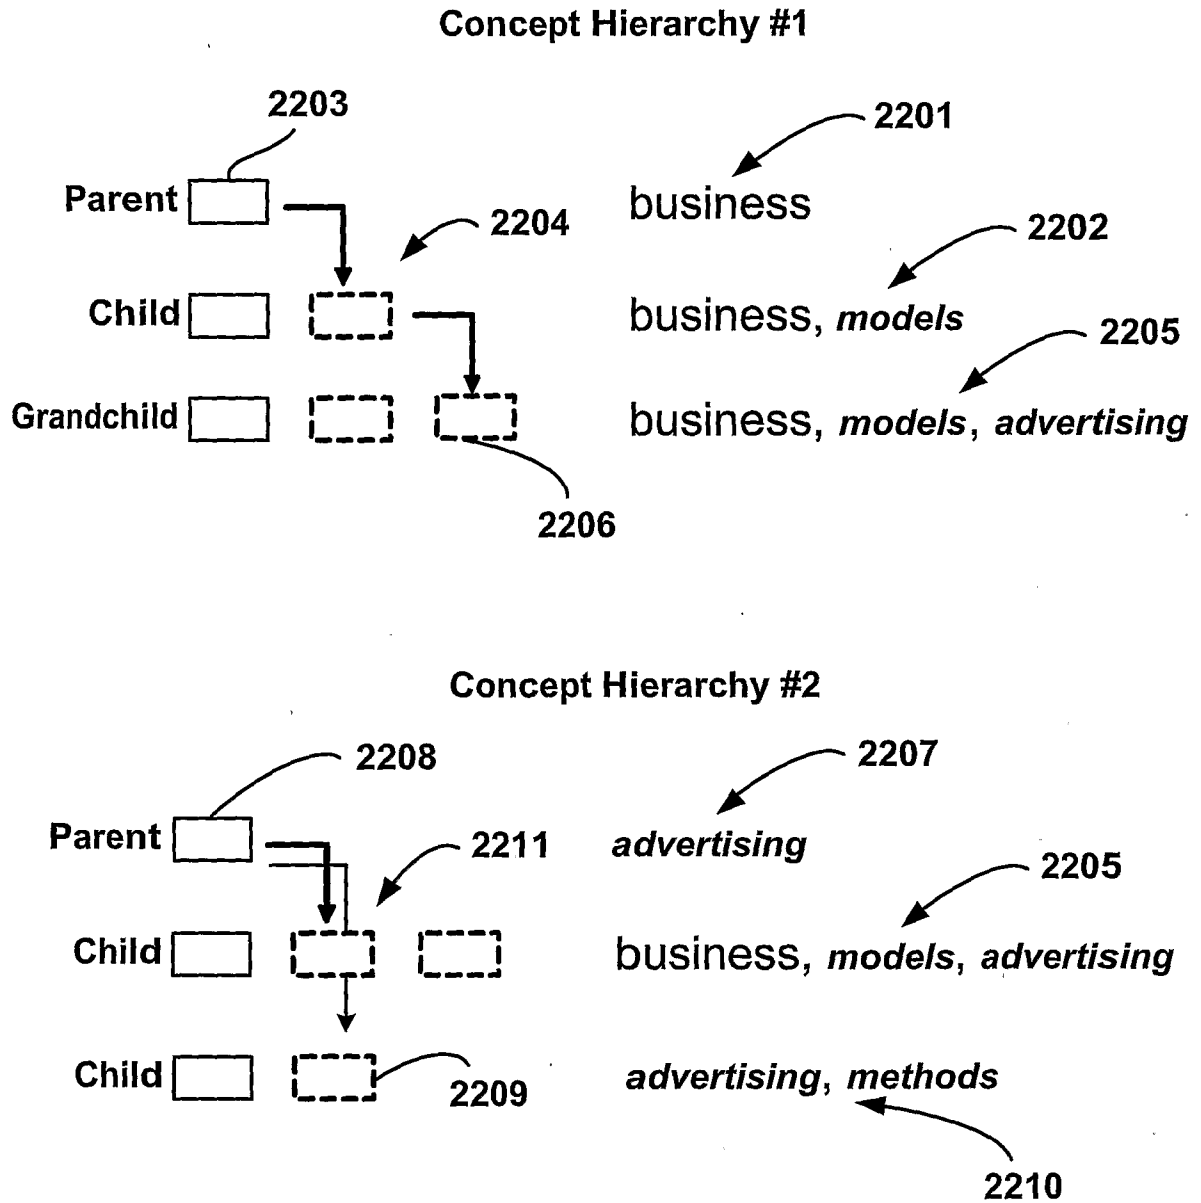 Concept Hierarchy #1
2203
2201
Parent
business
2204
2202
Child
business, models
2205
Grandchild
business, models, advertising
2206
Concept Hierarchy #2
2208
2207
Parent
2211
advertising
2205
Child
business, models, advertising
Child
2209
advertising, methods
2210